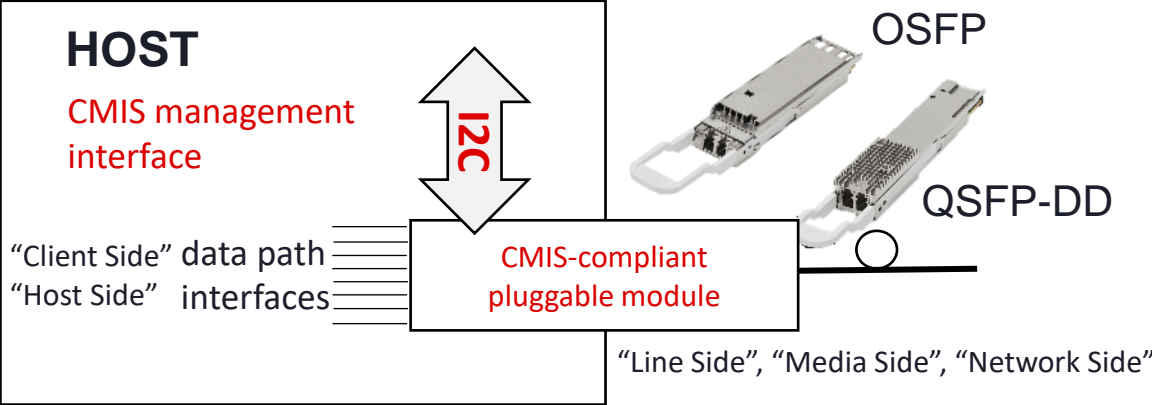 HOST
CMIS management
interface
I2C
OSFP
QSFP-DD
“Client Side” data path
“Host Side” interfaces
CMIS-compliant
pluggable module
“Line Side”, “Media Side”, “Network Side”